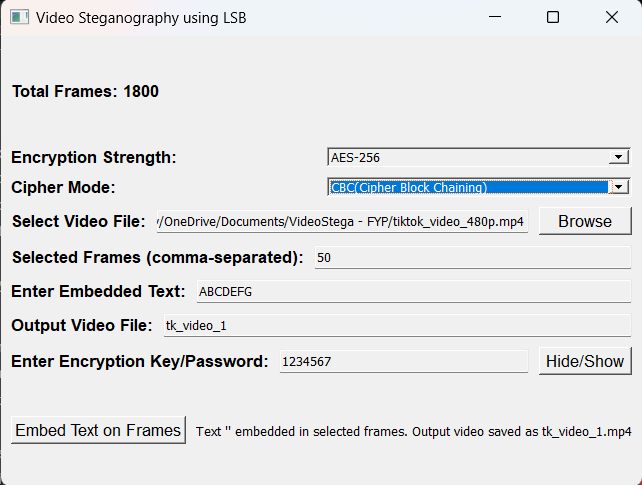 Video Steganography using LSB
Total Frames: 1800
Encryption Strength: AES-256
Cipher Mode: CBC(Cipher Block Chaining)
Select Video File: /OneDrive/Documents/VideoStega - FYP/tiktok_video_480p.mp4 Browse
Selected Frames (comma-separated): 50
Enter Embedded Text: ABCDEFG
Output Video File: tk_video_1
Enter Encryption Key/Password: 1234567 Hide/Show
Embed Text on Frames Text '' embedded in selected frames. Output video saved as tk_video_1.mp4